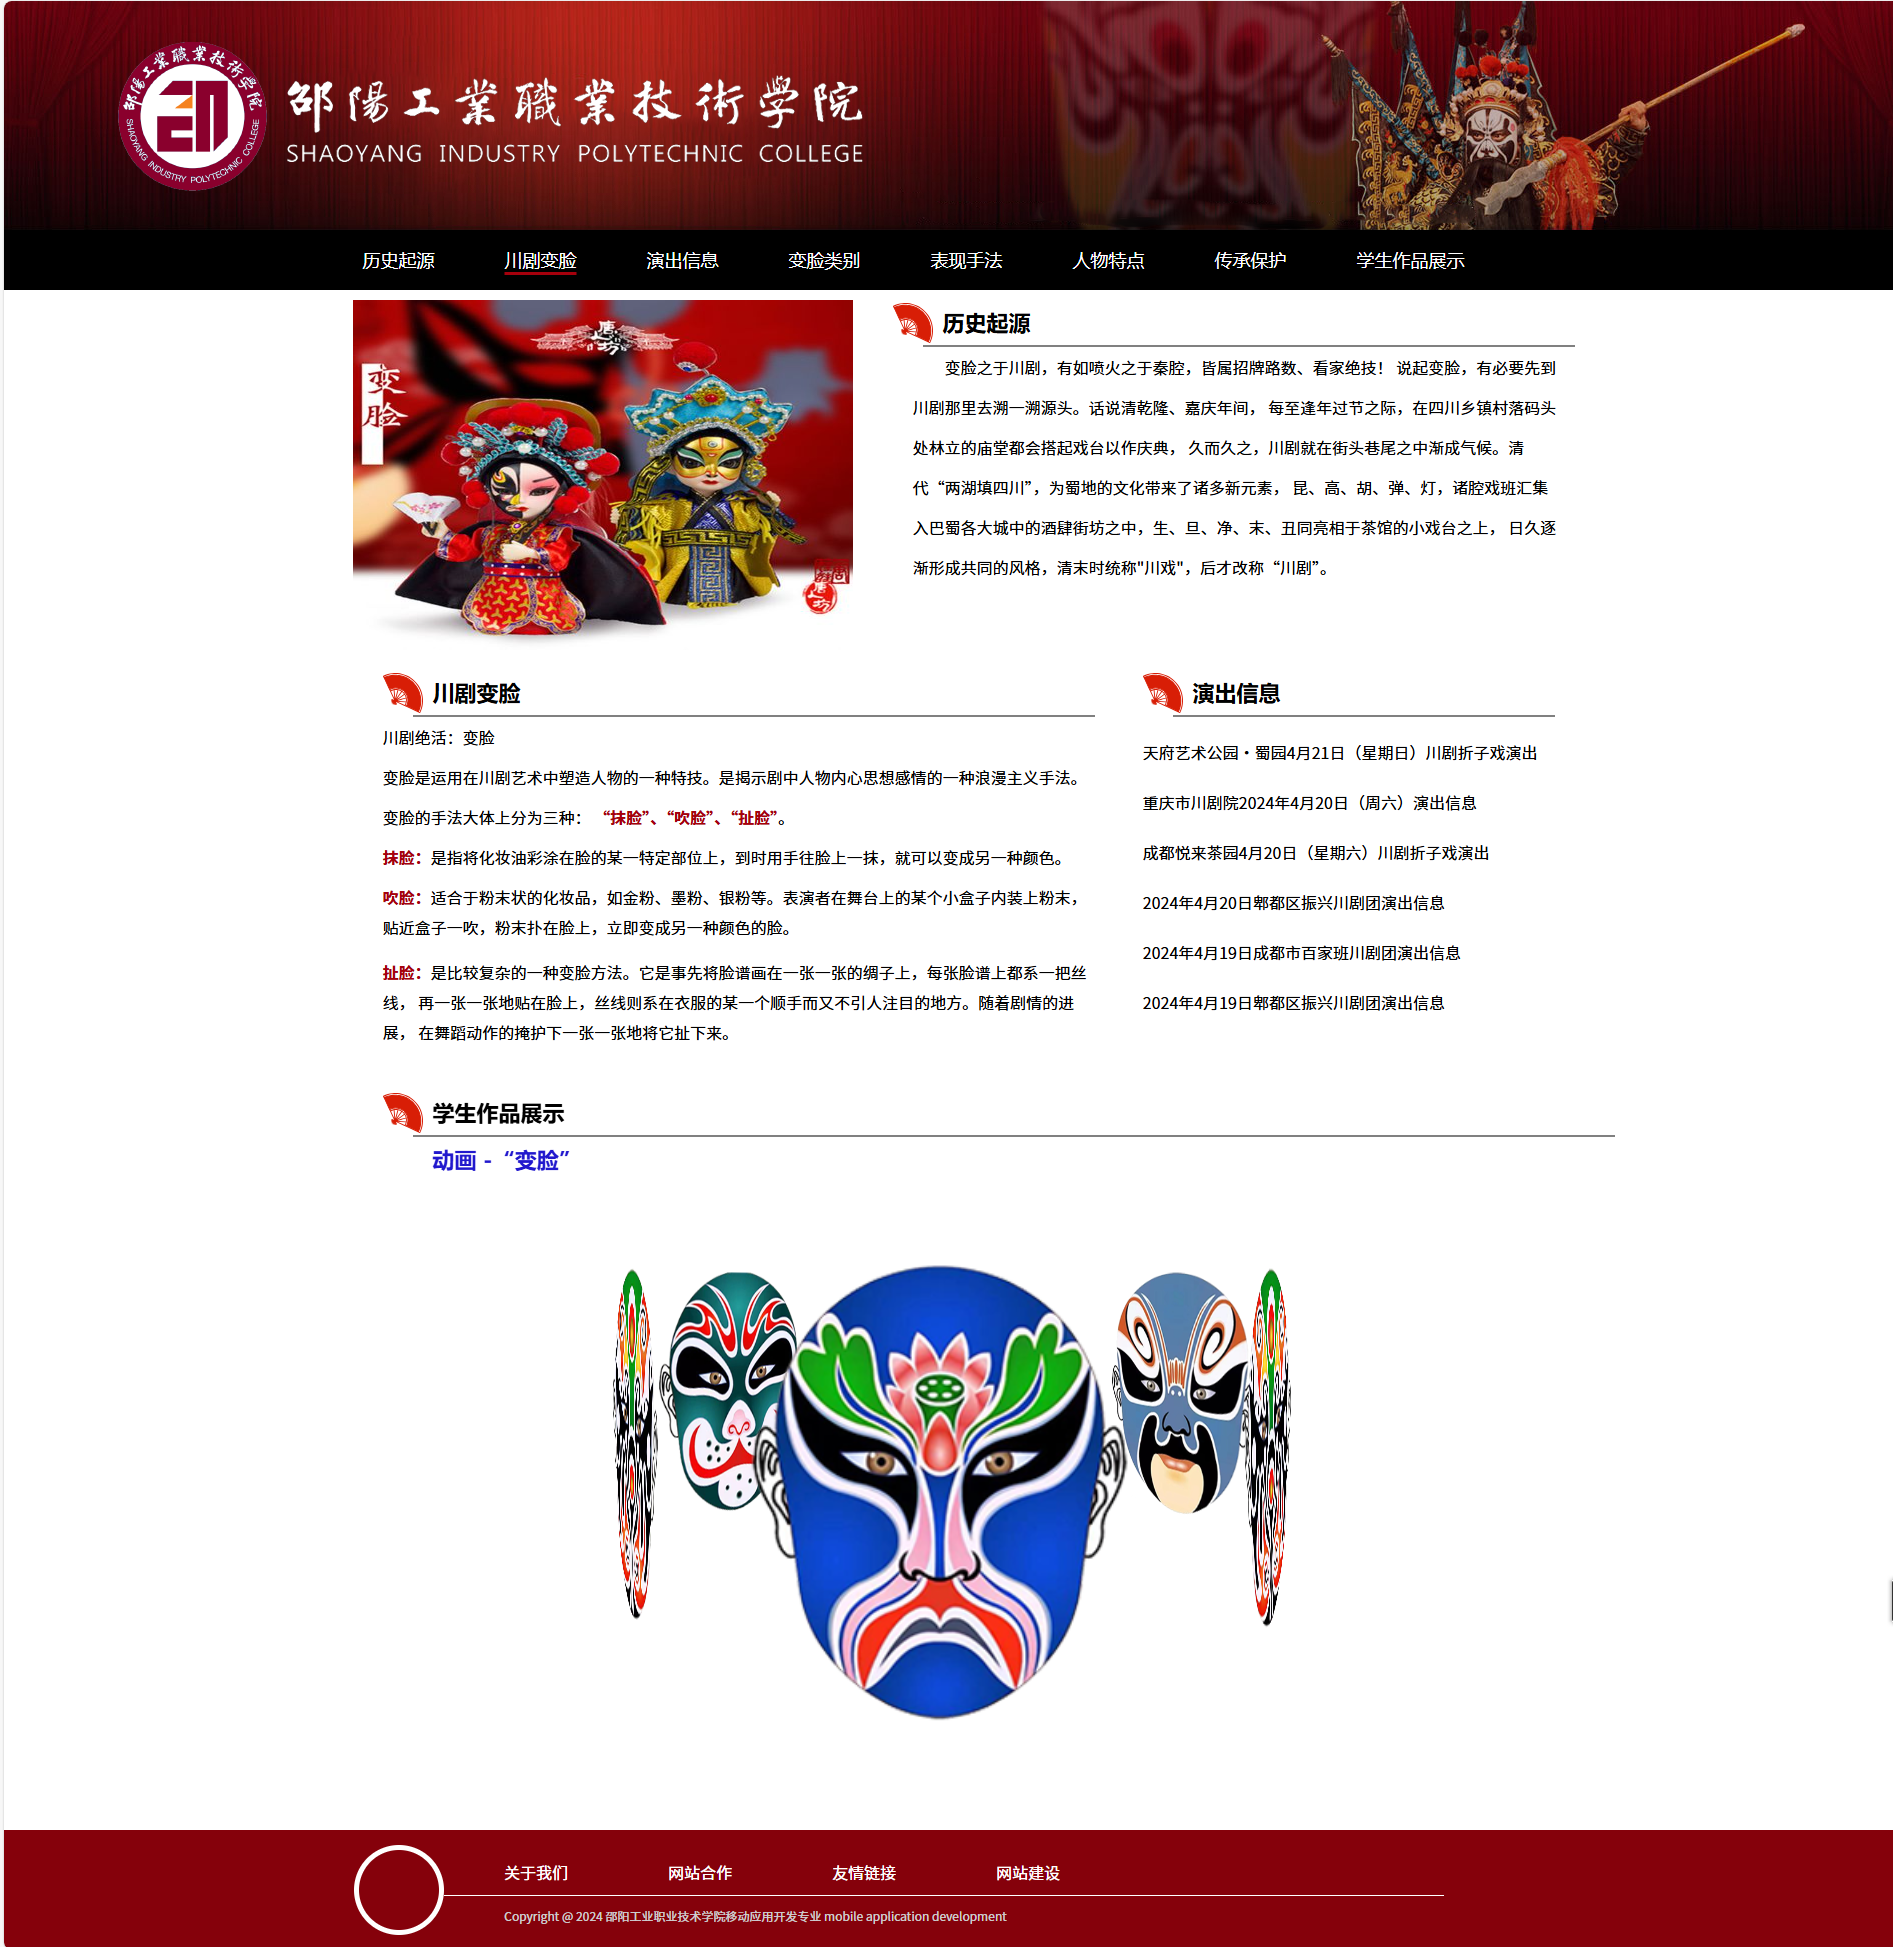 邵陽工業職業技術學院
SHAOYANG INDUSTRY POLYTECHNIC COLLEGE
邵陽工業職業技術學院
SHAOYANG INDUSTRY POLYTECHNIC COLLEGE
历史起源 川剧变脸 演出信息 变脸类别 表现手法 人物特点 传承保护 学生作品展示
唐人坊
变脸
唐人坊
历史起源
变脸之于川剧，有如喷火之于秦腔，皆属招牌路数、看家绝技！ 说起变脸，有必要先到
川剧那里去溯一溯源头。话说清乾隆、嘉庆年间， 每至逢年过节之际，在四川乡镇村落码头
处林立的庙堂都会搭起戏台以作庆典， 久而久之，川剧就在街头巷尾之中渐成气候。清
代“两湖填四川”，为蜀地的文化带来了诸多新元素， 昆、高、胡、弹、灯，诸腔戏班汇集
入巴蜀各大城中的酒肆街坊之中，生、旦、净、末、丑同亮相于茶馆的小戏台之上， 日久逐
渐形成共同的风格，清末时统称"川戏"，后才改称“川剧”。
川剧变脸
川剧绝活：变脸
变脸是运用在川剧艺术中塑造人物的一种特技。是揭示剧中人物内心思想感情的一种浪漫主义手法。
变脸的手法大体上分为三种： “抹脸”、“吹脸”、“扯脸”。
抹脸：是指将化妆油彩涂在脸的某一特定部位上，到时用手往脸上一抹，就可以变成另一种颜色。
吹脸：适合于粉末状的化妆品，如金粉、墨粉、银粉等。表演者在舞台上的某个小盒子内装上粉末，
贴近盒子一吹，粉末扑在脸上，立即变成另一种颜色的脸。
扯脸：是比较复杂的一种变脸方法。它是事先将脸谱画在一张一张的绸子上，每张脸谱上都系一把丝
线， 再一张一张地贴在脸上，丝线则系在衣服的某一个顺手而又不引人注目的地方。随着剧情的进
展， 在舞蹈动作的掩护下一张一张地将它扯下来。
演出信息
天府艺术公园·蜀园4月21日（星期日）川剧折子戏演出
重庆市川剧院2024年4月20日（周六）演出信息
成都悦来茶园4月20日（星期六）川剧折子戏演出
2024年4月20日郫都区振兴川剧团演出信息
2024年4月19日成都市百家班川剧团演出信息
2024年4月19日郫都区振兴川剧团演出信息
学生作品展示
动画 -“变脸”
关于我们 网站合作 友情链接 网站建设
Copyright @ 2024 邵阳工业职业技术学院移动应用开发专业 mobile application development